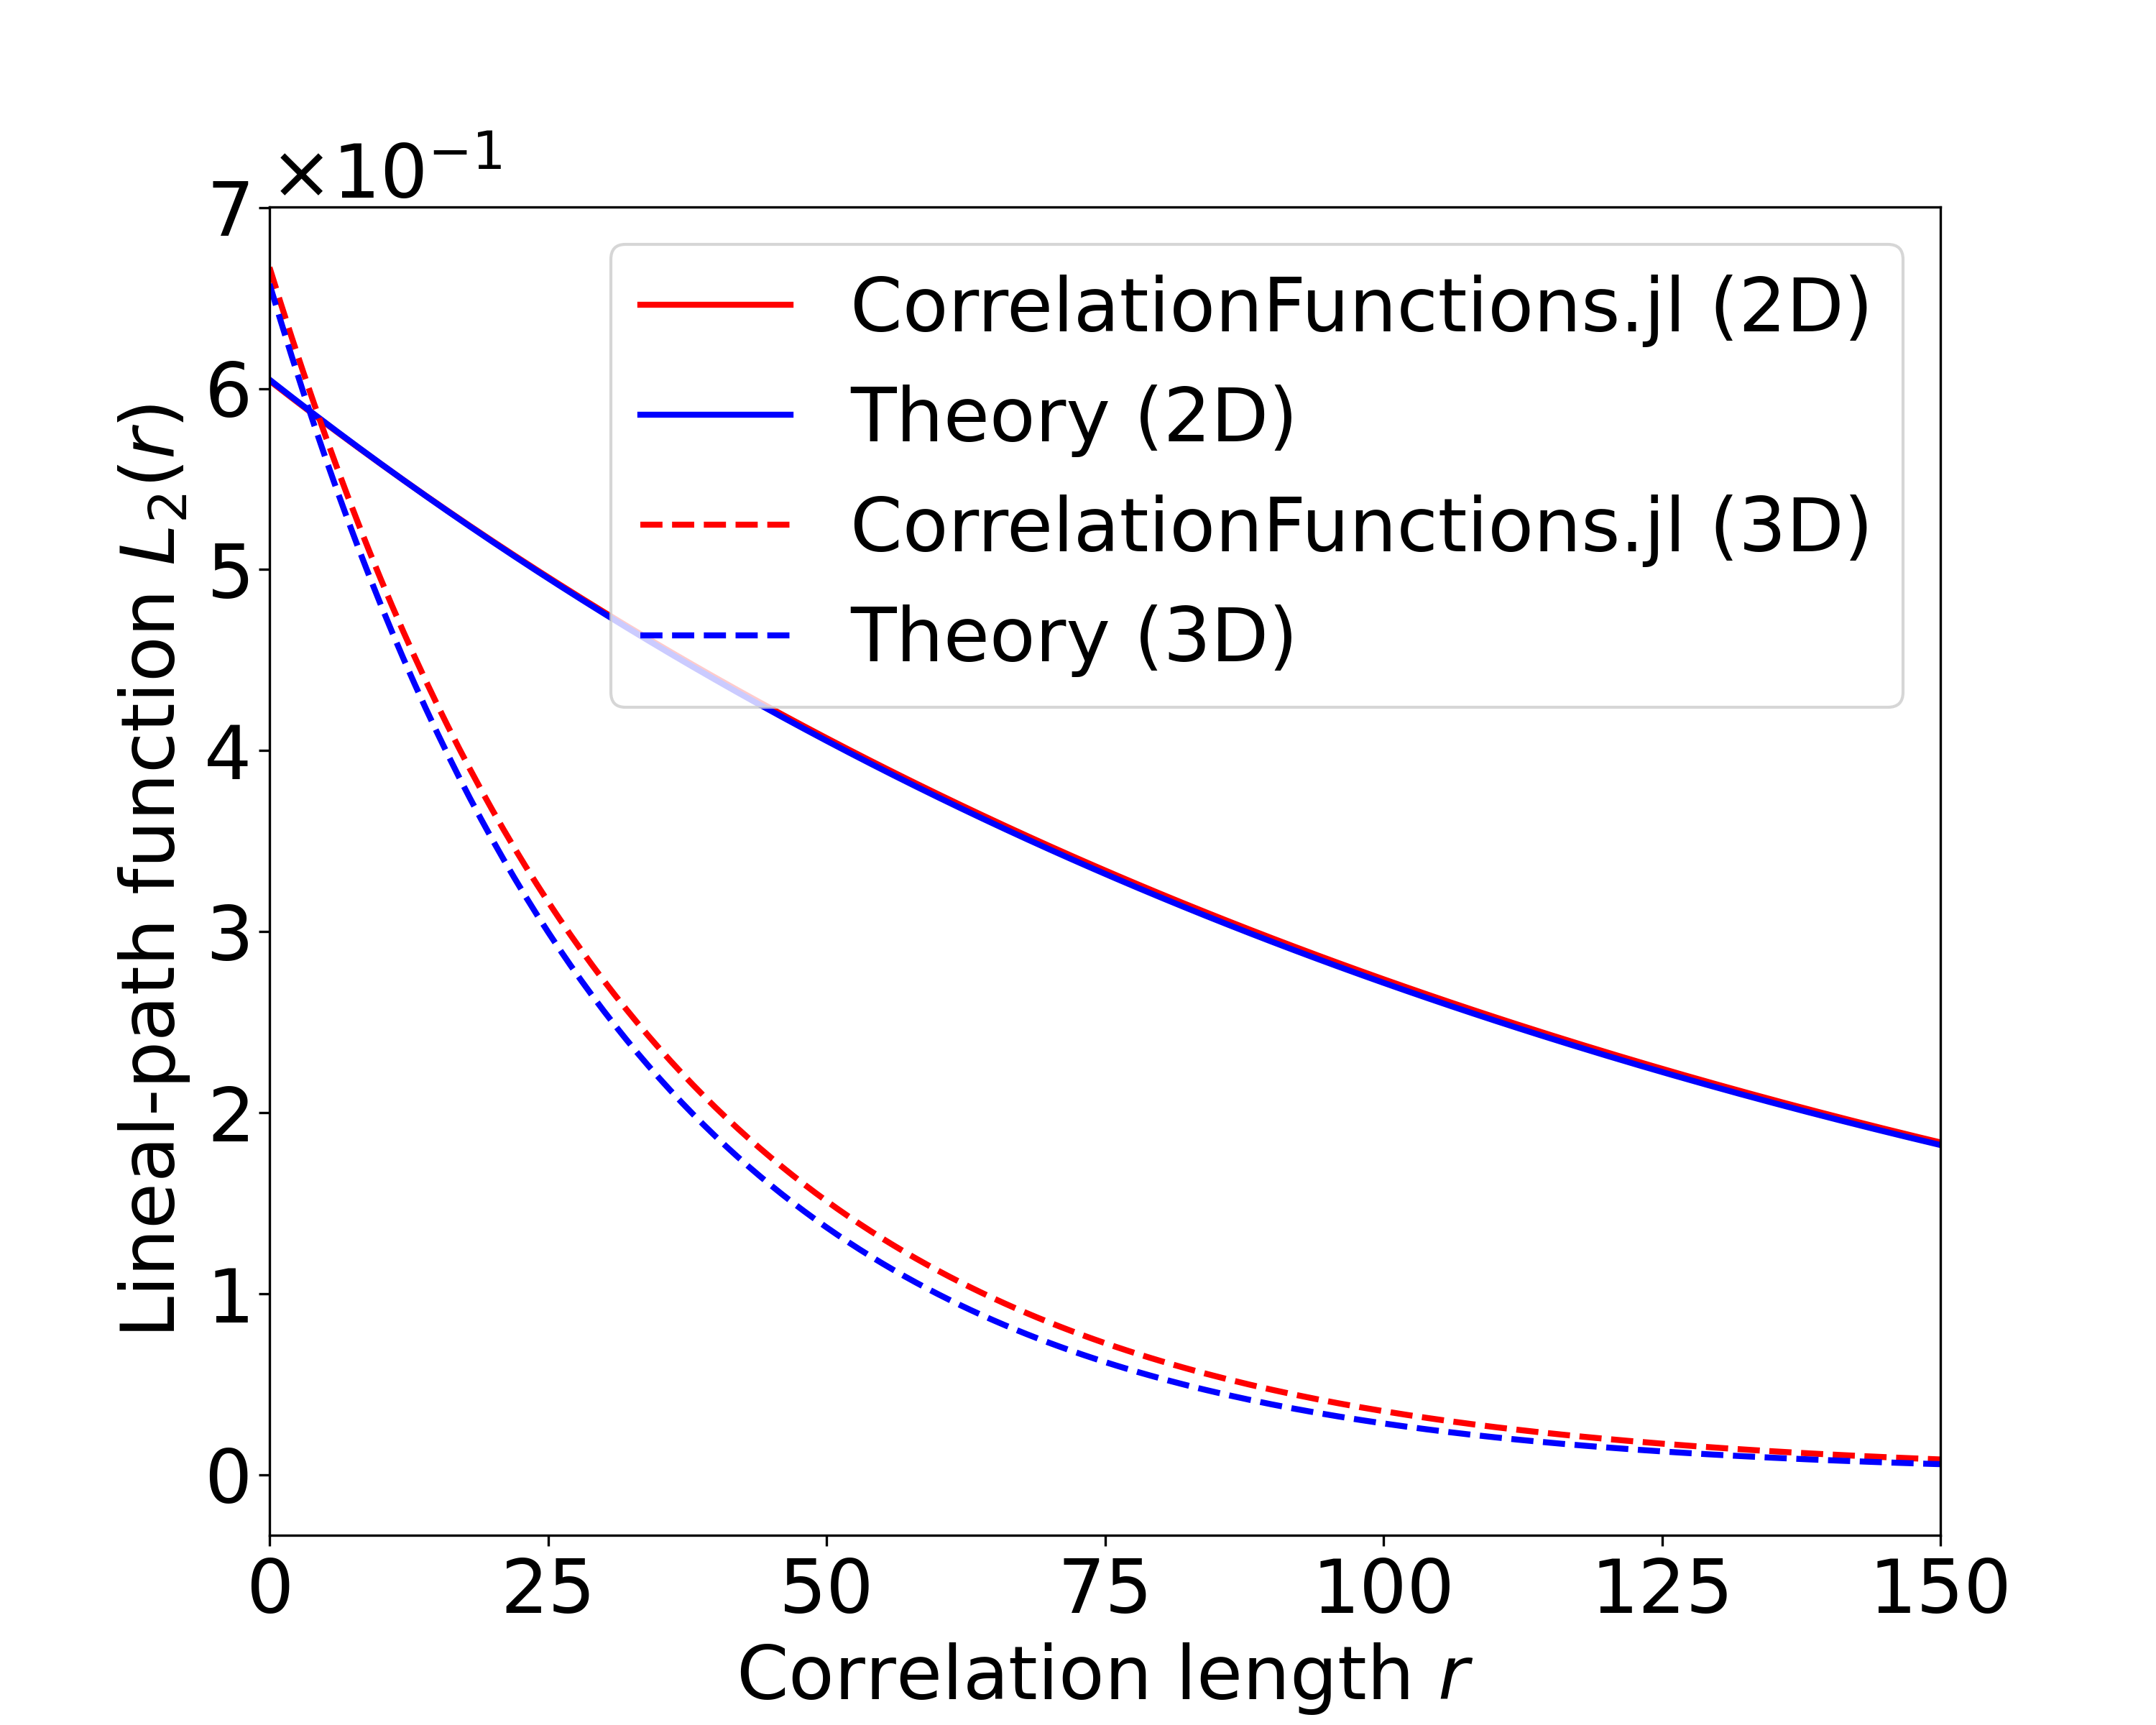 ×10⁻¹
7
6
5
4
3
2
1
0
Lineal-path function L₂(r)
CorrelationFunctions.jl (2D)
Theory (2D)
CorrelationFunctions.jl (3D)
Theory (3D)
0 25 50 75 100 125 150
Correlation length r